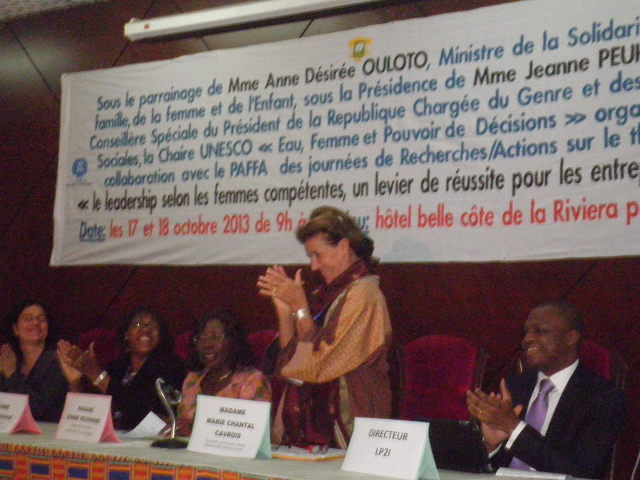 Sous le parrainage de Mme Anne Désirée OULOTO, Ministre de la Solidari
famille, de la femme et de l'Enfant, sous la Présidence de Mme Jeanne PEUH
Conseillère Spéciale du Président de la Republique Chargée du Genre et des
Sociales, la Chaire UNESCO « Eau, Femme et Pouvoir de Décisions >> orga
collaboration avec le PAFFA des journées de Recherches/Actions sur le th
« le leadership selon les femmes compétentes, un levier de réussite pour les entre
Date: les 17 et 18 octobre 2013 de 9h à hôtel belle côte de la Riviera p
MADAME
MADAME
MADAME
MARIE CHANTAL
CAVROIS
DIRECTEUR
LP2I